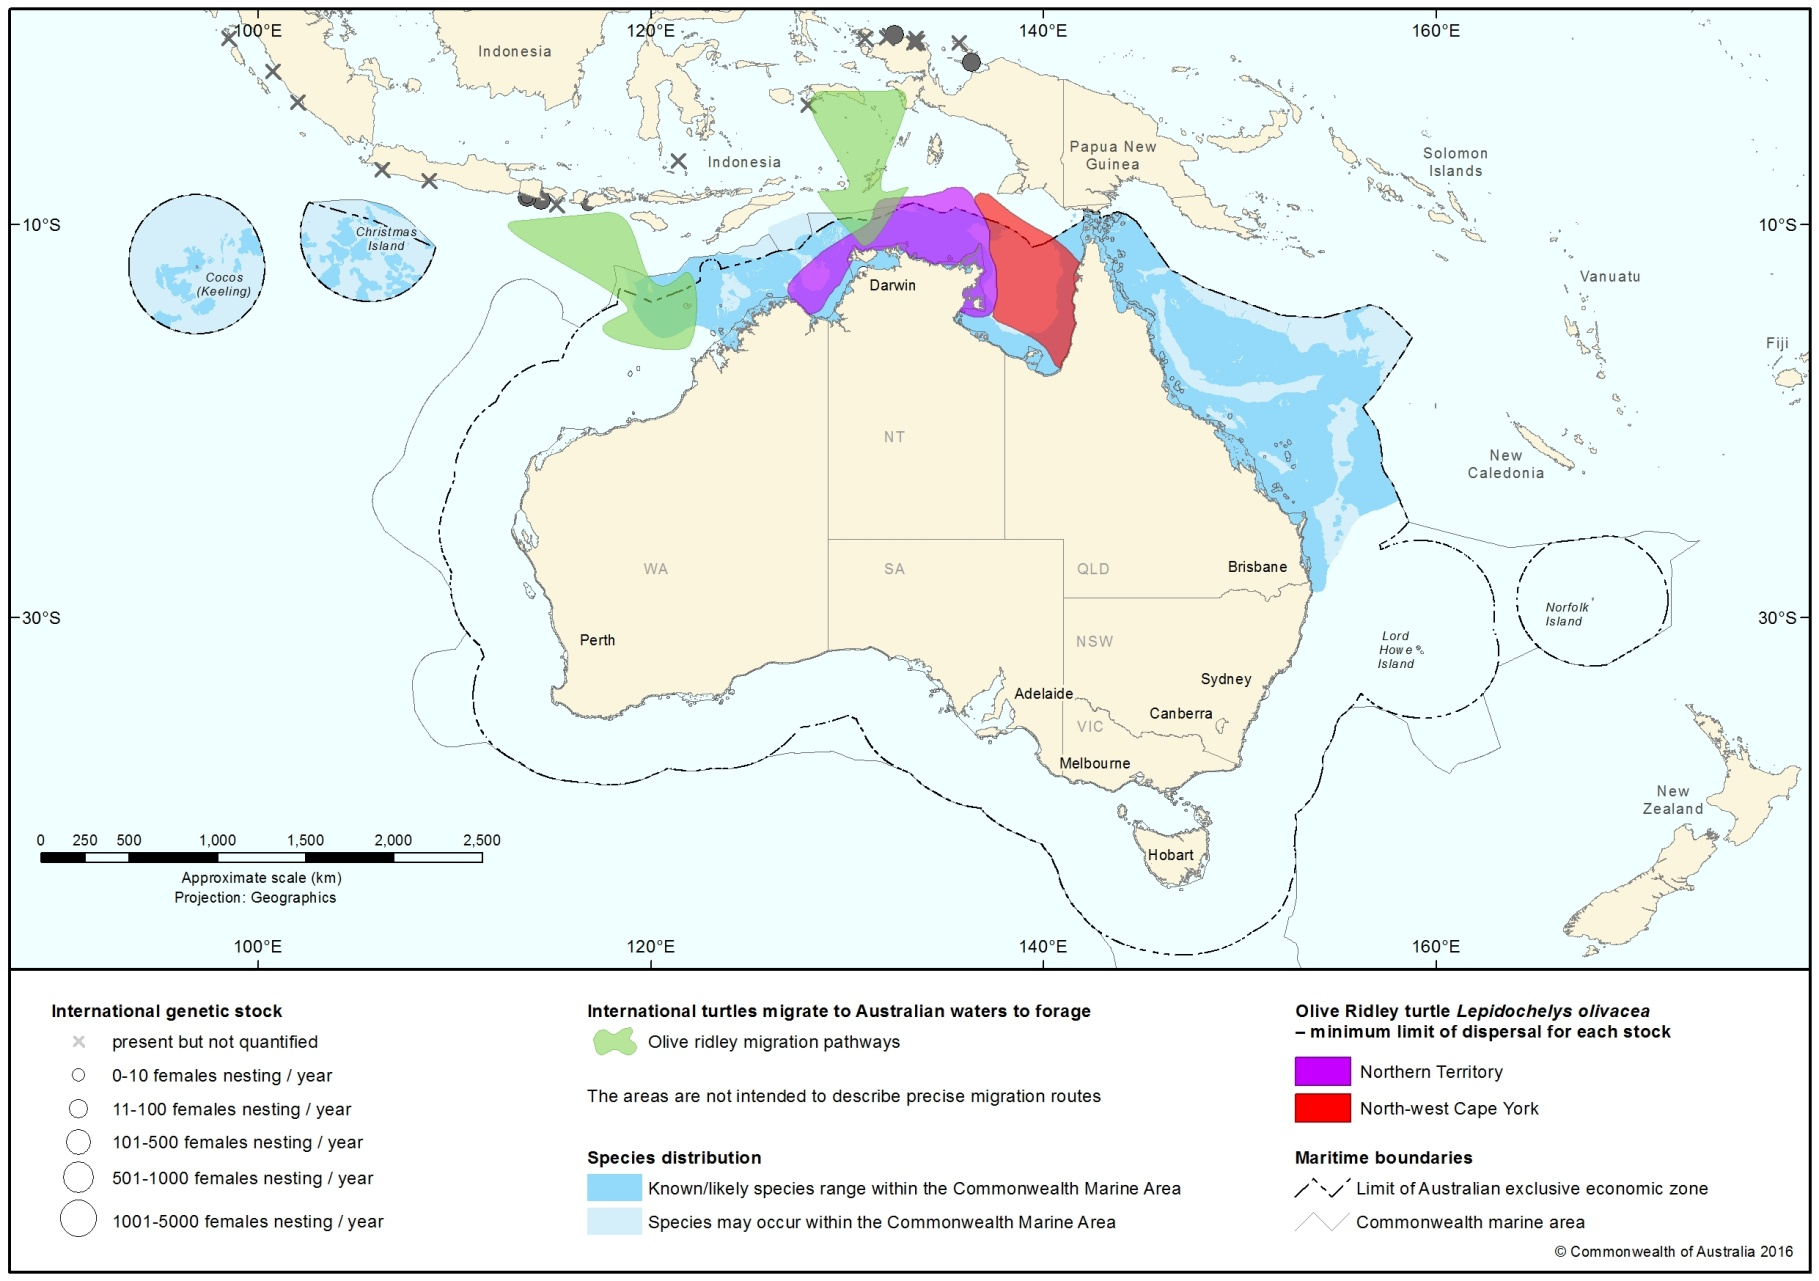 100°E
120°E
140°E
160°E
Indonesia
Papua New
Guinea
Solomon
Islands
Indonesia
10°S
10°S
Christmas
Island
Cocos
(Keeling)
Darwin
Vanuatu
Fiji
NT
New
Caledonia
WA
SA
QLD
Brisbane
30°S
30°S
Norfolk
Island
Lord
Howe
Island
Perth
NSW
Sydney
Adelaide
Canberra
VIC
Melbourne
New
Zealand
Hobart
0 250 500 1,000 1,500 2,000 2,500
Approximate scale (km)
Projection: Geographics
100°E
120°E
140°E
160°E
International genetic stock
present but not quantified
0-10 females nesting / year
11-100 females nesting / year
101-500 females nesting / year
501-1000 females nesting / year
1001-5000 females nesting / year
International turtles migrate to Australian waters to forage
Olive ridley migration pathways
The areas are not intended to describe precise migration routes
Species distribution
Known/likely species range within the Commonwealth Marine Area
Species may occur within the Commonwealth Marine Area
Olive Ridley turtle Lepidochelys olivacea
– minimum limit of dispersal for each stock
Northern Territory
North-west Cape York
Maritime boundaries
Limit of Australian exclusive economic zone
Commonwealth marine area
© Commonwealth of Australia 2016